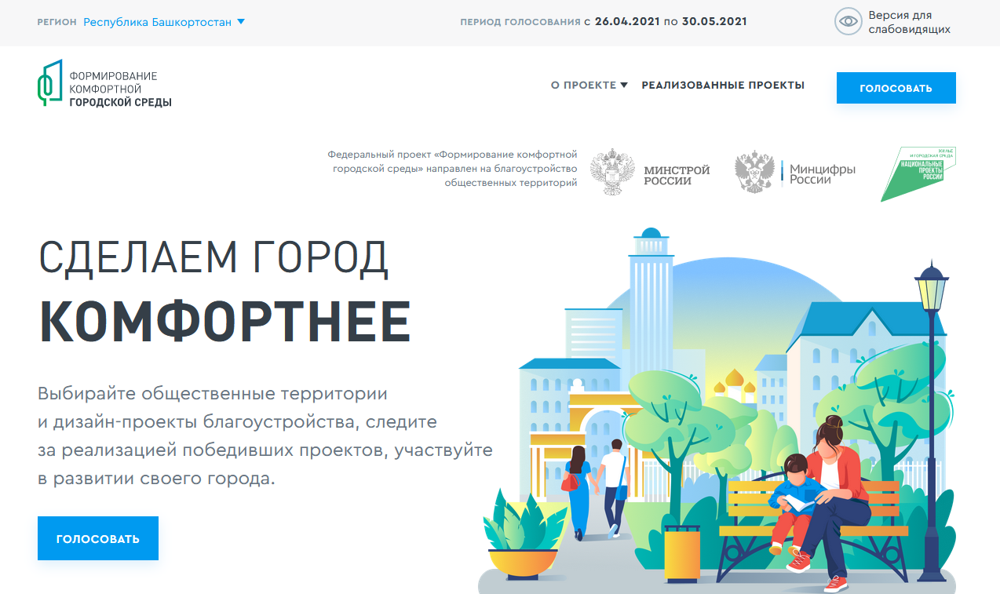 РЕГИОН Республика Башкортостан
ПЕРИОД ГОЛОСОВАНИЯ с 26.04.2021 по 30.05.2021
Версия для
слабовидящих
ФОРМИРОВАНИЕ
КОМФОРТНОЙ
ГОРОДСКОЙ СРЕДЫ
О ПРОЕКТЕ
РЕАЛИЗОВАННЫЕ ПРОЕКТЫ
ГОЛОСОВАТЬ
Федеральный проект «Формирование комфортной
городской среды» направлен на благоустройство
общественных территорий
МИНСТРОЙ
РОССИИ
Минцифры
России
ЖИЛЬЕ
И ГОРОДСКАЯ СРЕДА
НАЦИОНАЛЬНЫЕ
ПРОЕКТЫ
РОССИИ
СДЕЛАЕМ ГОРОД
КОМФОРТНЕЕ
Выбирайте общественные территории
и дизайн-проекты благоустройства, следите
за реализацией победивших проектов, участвуйте
в развитии своего города.
ГОЛОСОВАТЬ